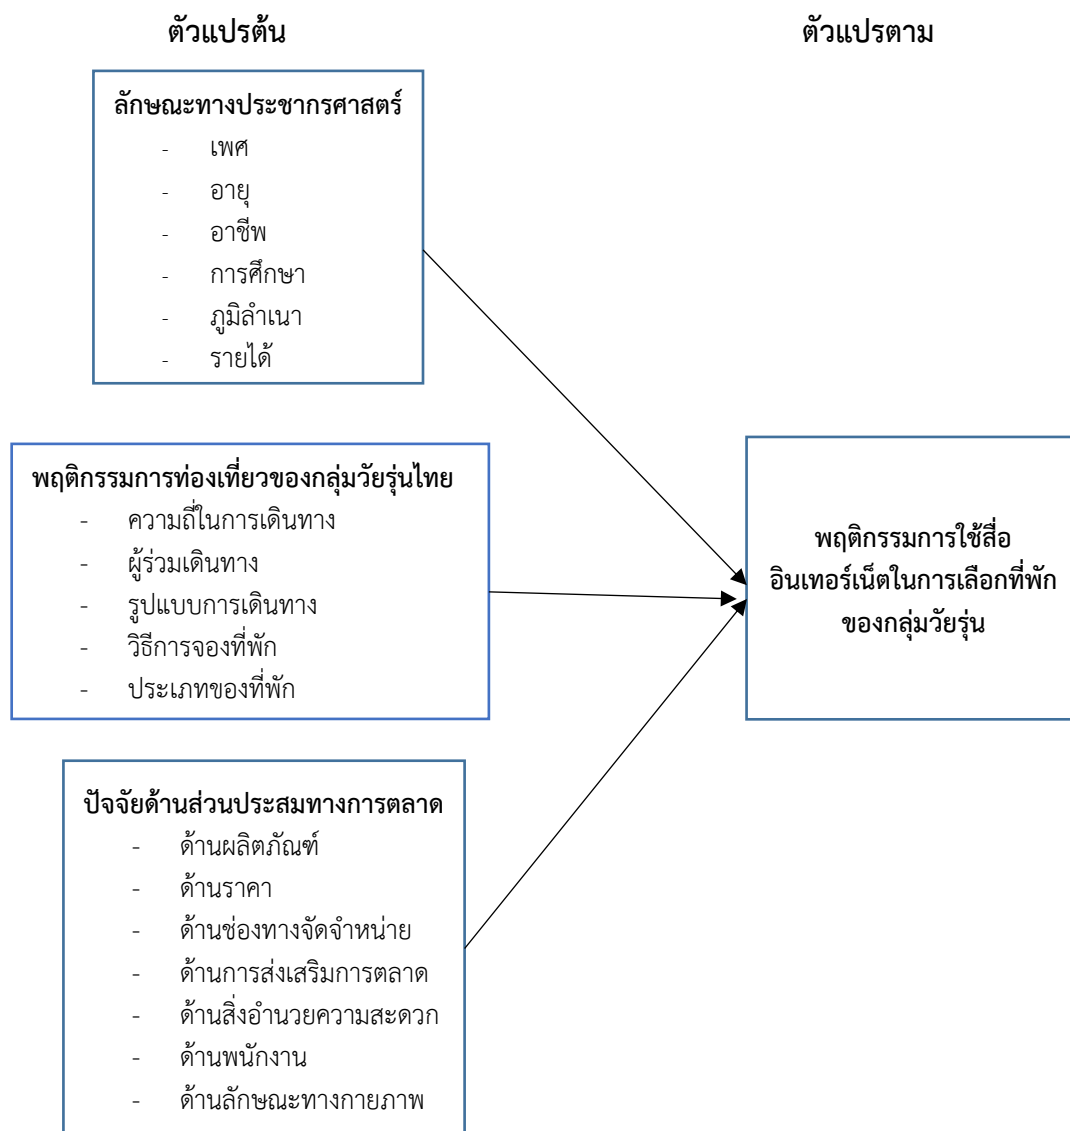 ตัวแปรต้น
ตัวแปรตาม
ลักษณะทางประชากรศาสตร์
- เพศ
- อายุ
- อาชีพ
- การศึกษา
- ภูมิลำเนา
- รายได้
พฤติกรรมการท่องเที่ยวของกลุ่มวัยรุ่นไทย
- ความถี่ในการเดินทาง
- ผู้ร่วมเดินทาง
- รูปแบบการเดินทาง
- วิธีการจองที่พัก
- ประเภทของที่พัก
พฤติกรรมการใช้สื่อ
อินเทอร์เน็ตในการเลือกที่พัก
ของกลุ่มวัยรุ่น
ปัจจัยด้านส่วนประสมทางการตลาด
- ด้านผลิตภัณฑ์
- ด้านราคา
- ด้านช่องทางจัดจำหน่าย
- ด้านการส่งเสริมการตลาด
- ด้านสิ่งอำนวยความสะดวก
- ด้านพนักงาน
- ด้านลักษณะทางกายภาพ